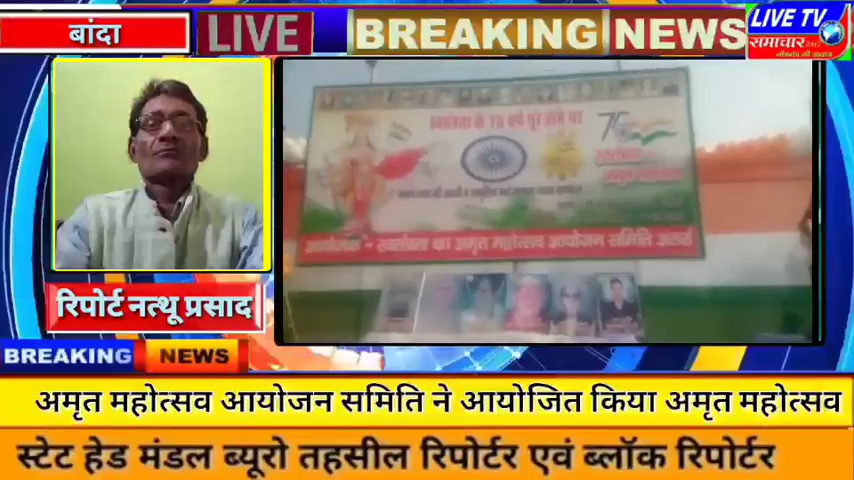 बांदा
LIVE
BREAKING NEWS
LIVE TV
समाचार 24x7
स्वतंत्रता के 75 वर्ष पूरे होने पर
75
आयोजक - स्वतंत्रता का अमृत महोत्सव आयोजन समिति अतर्रा
रिपोर्ट नत्थू प्रसाद
BREAKING NEWS
अमृत महोत्सव आयोजन समिति ने आयोजित किया अमृत महोत्सव
स्टेट हेड मंडल ब्यूरो तहसील रिपोर्टर एवं ब्लॉक रिपोर्टर